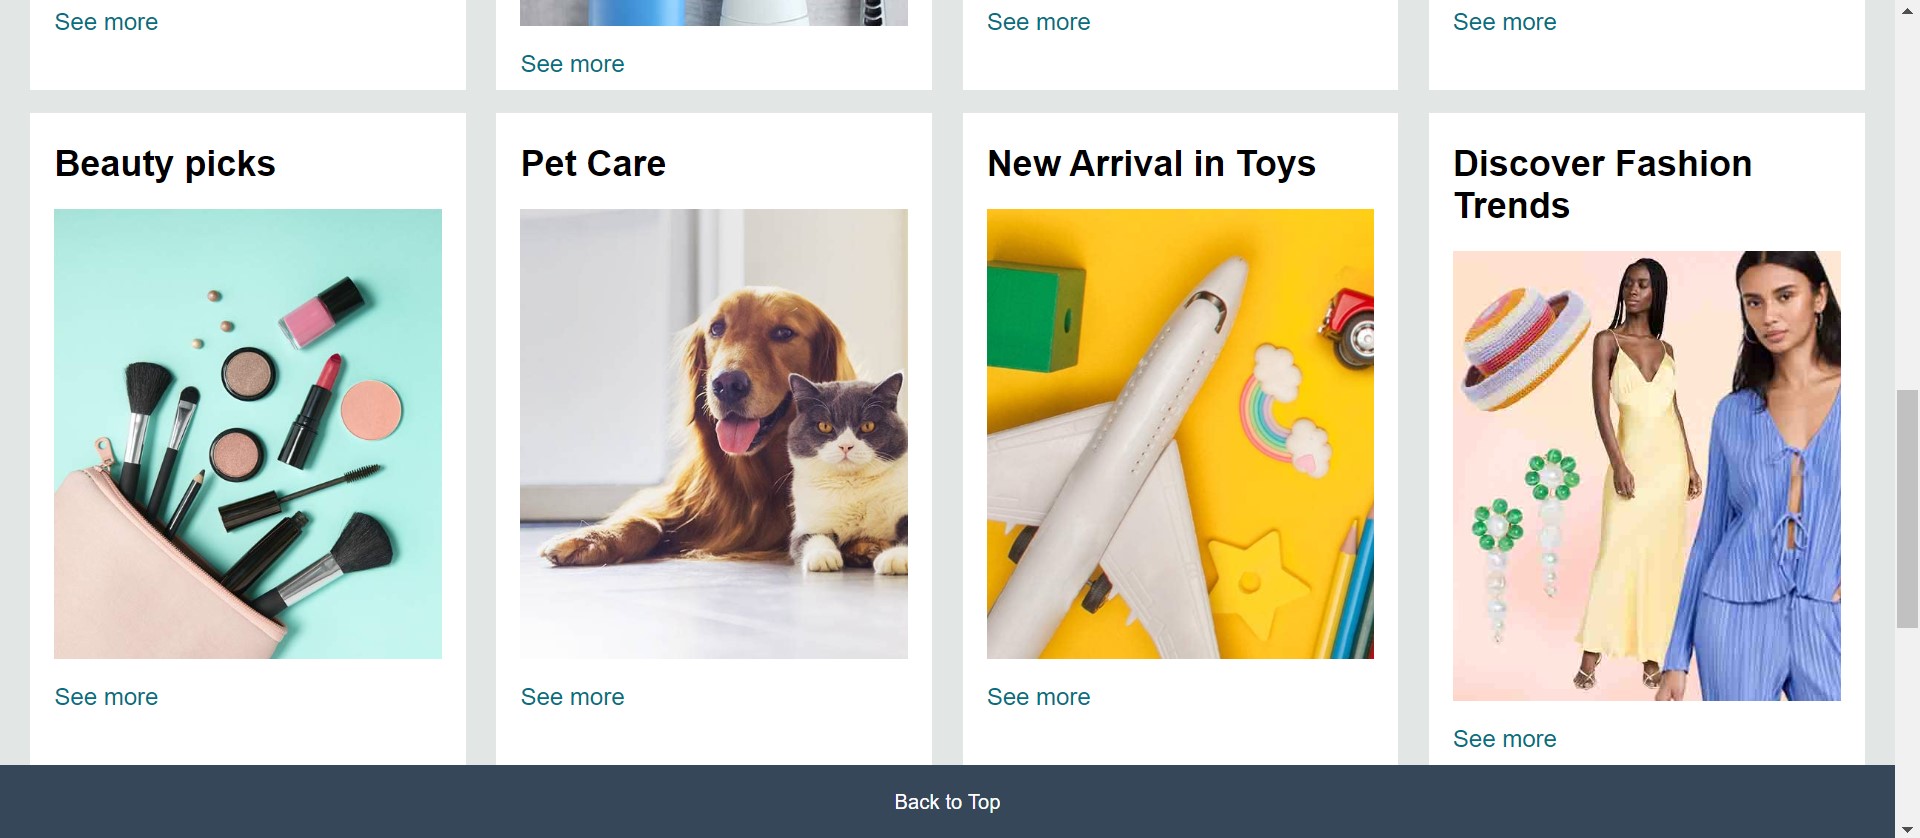 See more
See more
See more
See more
Beauty picks
Pet Care
New Arrival in Toys
Discover Fashion
Trends
See more
See more
See more
See more
Back to Top